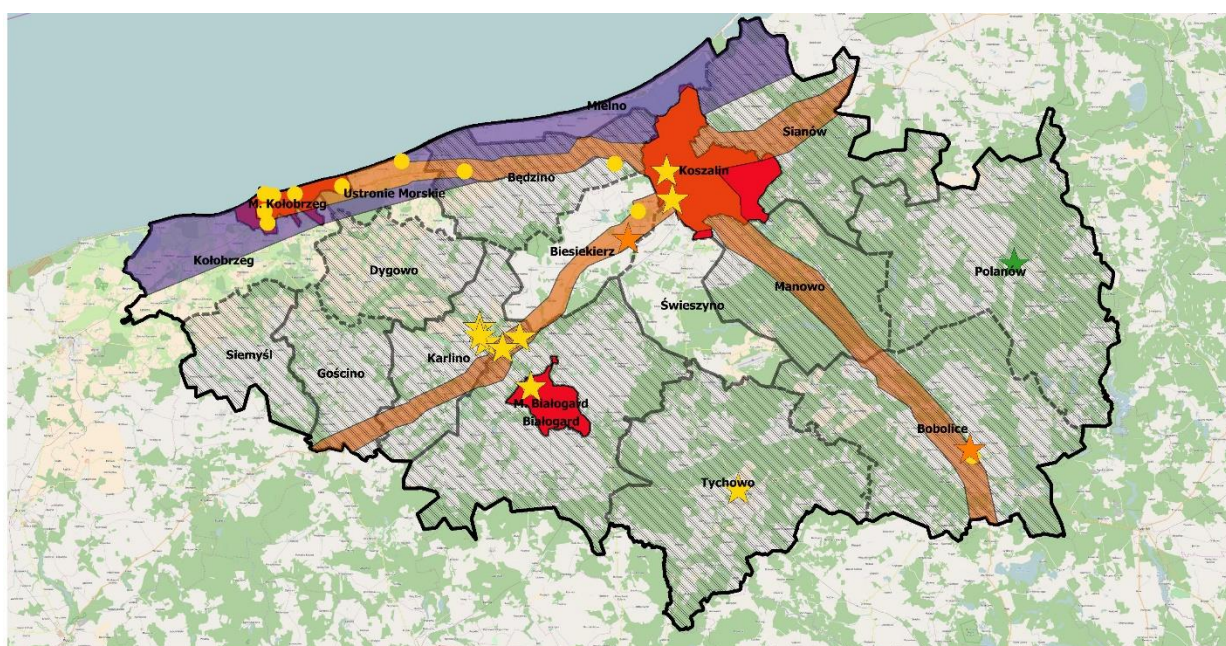 Mielno
Sianów
Koszalin
Będzino
Ustronie Morskie
M. Kołobrzeg
Kołobrzeg
Biesiekierz
Dygowo
Polanów
Manowo
Świeszyno
Siemyśl
Gościno
Karlino
M. Białogard
Białogard
Bobolice
Tychowo